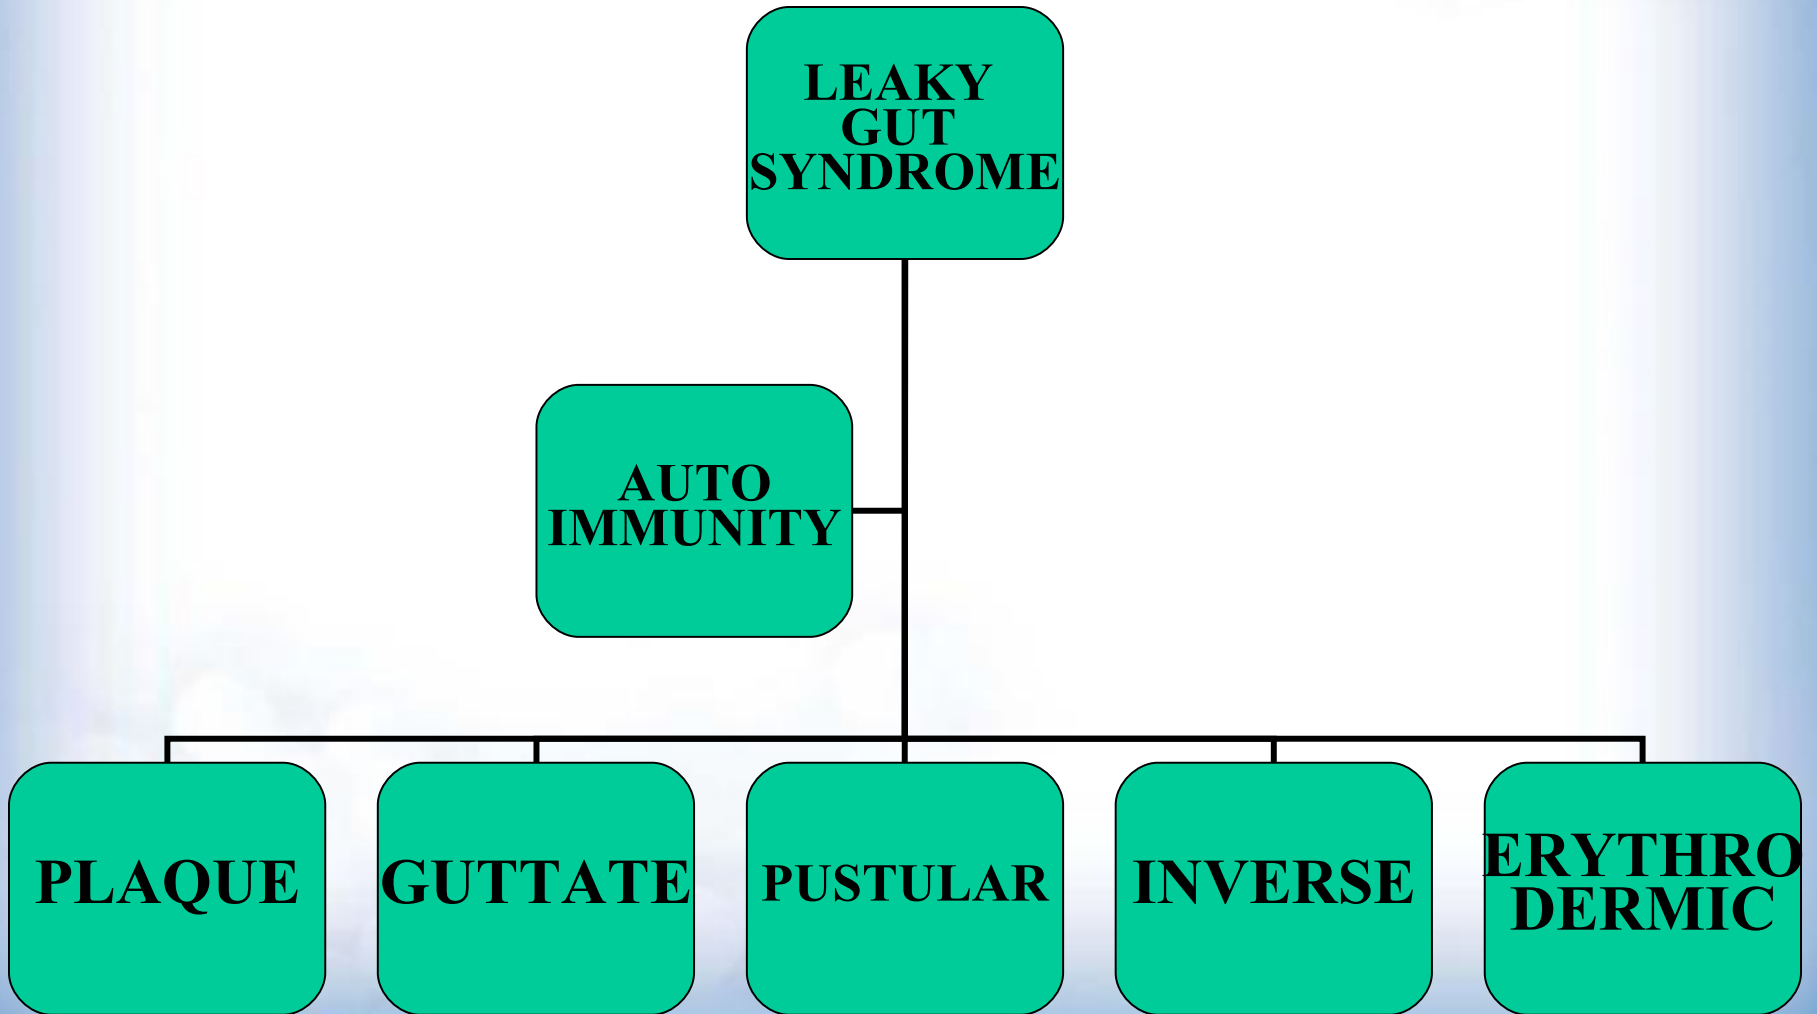 LEAKY
GUT
SYNDROME
AUTO
IMMUNITY
PLAQUE
GUTTATE
PUSTULAR
INVERSE
ERYTHRO
DERMIC